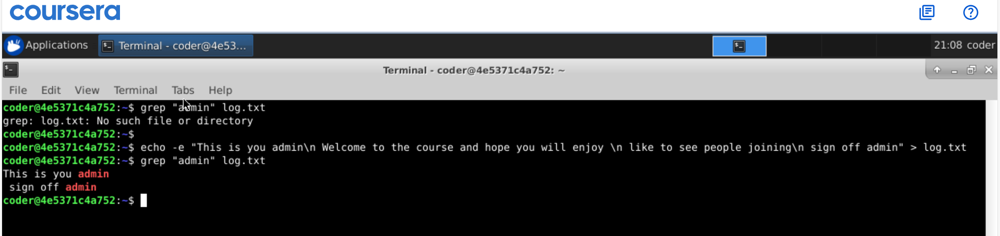 coursera
Applications
Terminal - coder@4e53...
21:08 coder
Terminal - coder@4e5371c4a752: ~
File Edit View Terminal Tabs Help
coder@4e5371c4a752:~$ grep "admin" log.txt
grep: log.txt: No such file or directory
coder@4e5371c4a752:~$
coder@4e5371c4a752:~$ echo -e "This is you admin\n Welcome to the course and hope you will enjoy \n like to see people joining\n sign off admin" > log.txt
coder@4e5371c4a752:~$ grep "admin" log.txt
This is you admin
 sign off admin
coder@4e5371c4a752:~$